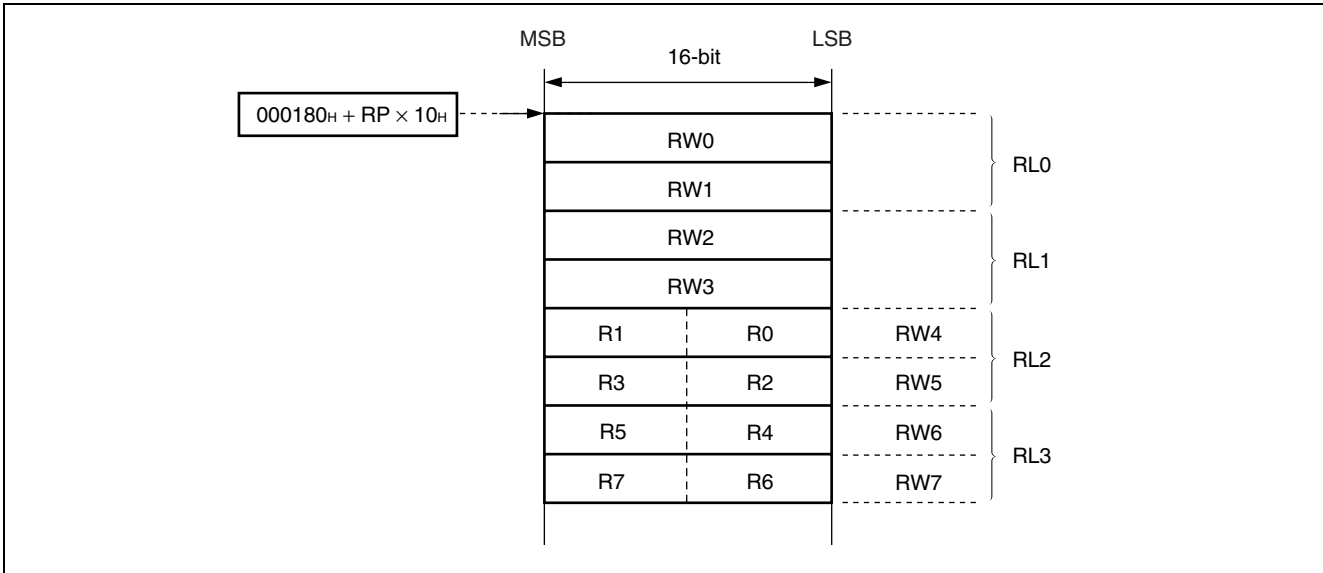 MSB LSB
16-bit
000180H + RP × 10H
RW0
RL0
RW1
RW2
RL1
RW3
R1 R0 RW4
RL2
R3 R2 RW5
R5 R4 RW6
RL3
R7 R6 RW7